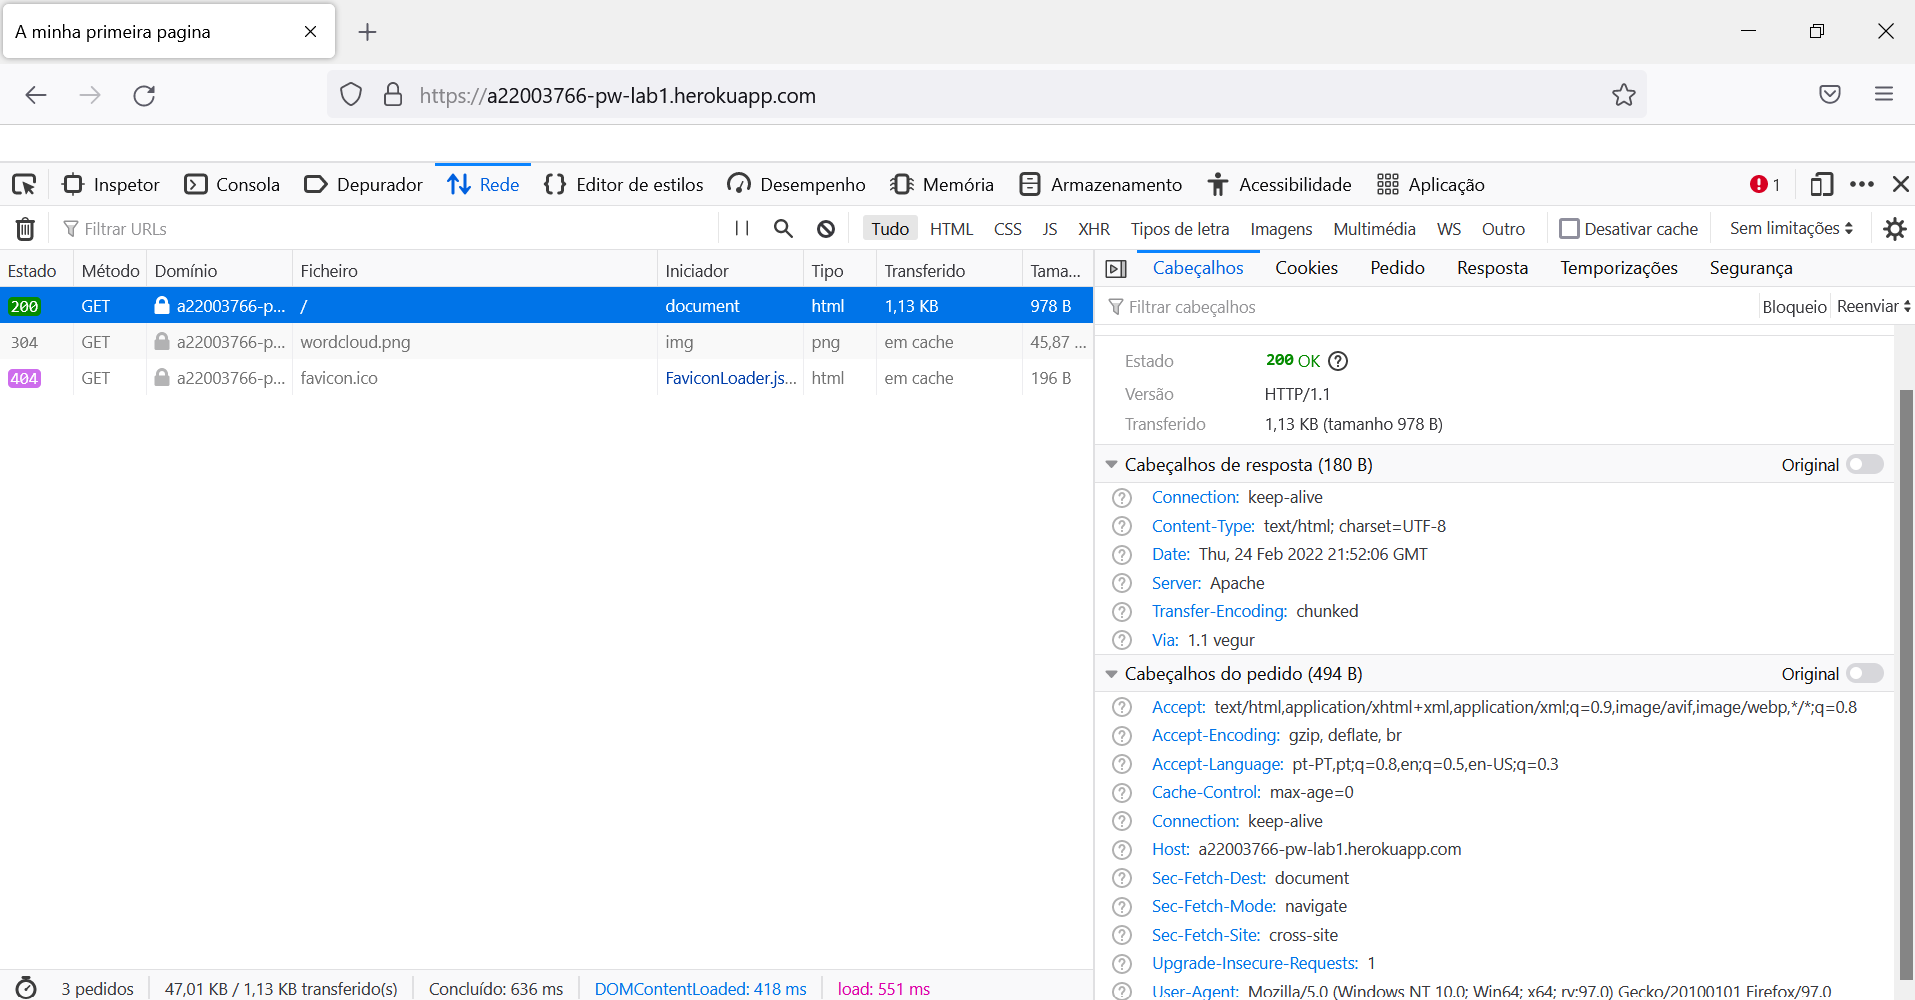 A minha primeira pagina
https://a22003766-pw-lab1.herokuapp.com
Inspetor Consola Depurador Rede Editor de estilos Desempenho Memória Armazenamento Acessibilidade Aplicação 1
Filtrar URLs Tudo HTML CSS JS XHR Tipos de letra Imagens Multimédia WS Outro Desativar cache Sem limitações
Estado Método Domínio Ficheiro Iniciador Tipo Transferido Tama...
200 GET a22003766-p... / document html 1,13 KB 978 B
304 GET a22003766-p... wordcloud.png img png em cache 45,87 ...
404 GET a22003766-p... favicon.ico FaviconLoader.js... html em cache 196 B
3 pedidos 47,01 KB / 1,13 KB transferido(s) Concluído: 636 ms DOMContentLoaded: 418 ms load: 551 ms
Cabeçalhos Cookies Pedido Resposta Temporizações Segurança
Filtrar cabeçalhos Bloqueio Reenviar
Estado 200 OK
Versão HTTP/1.1
Transferido 1,13 KB (tamanho 978 B)
Cabeçalhos de resposta (180 B) Original
Connection: keep-alive
Content-Type: text/html; charset=UTF-8
Date: Thu, 24 Feb 2022 21:52:06 GMT
Server: Apache
Transfer-Encoding: chunked
Via: 1.1 vegur
Cabeçalhos do pedido (494 B) Original
Accept: text/html,application/xhtml+xml,application/xml;q=0.9,image/avif,image/webp,*/*;q=0.8
Accept-Encoding: gzip, deflate, br
Accept-Language: pt-PT,pt;q=0.8,en;q=0.5,en-US;q=0.3
Cache-Control: max-age=0
Connection: keep-alive
Host: a22003766-pw-lab1.herokuapp.com
Sec-Fetch-Dest: document
Sec-Fetch-Mode: navigate
Sec-Fetch-Site: cross-site
Upgrade-Insecure-Requests: 1
User-Agent: Mozilla/5.0 (Windows NT 10.0; Win64; x64; rv:97.0) Gecko/20100101 Firefox/97.0